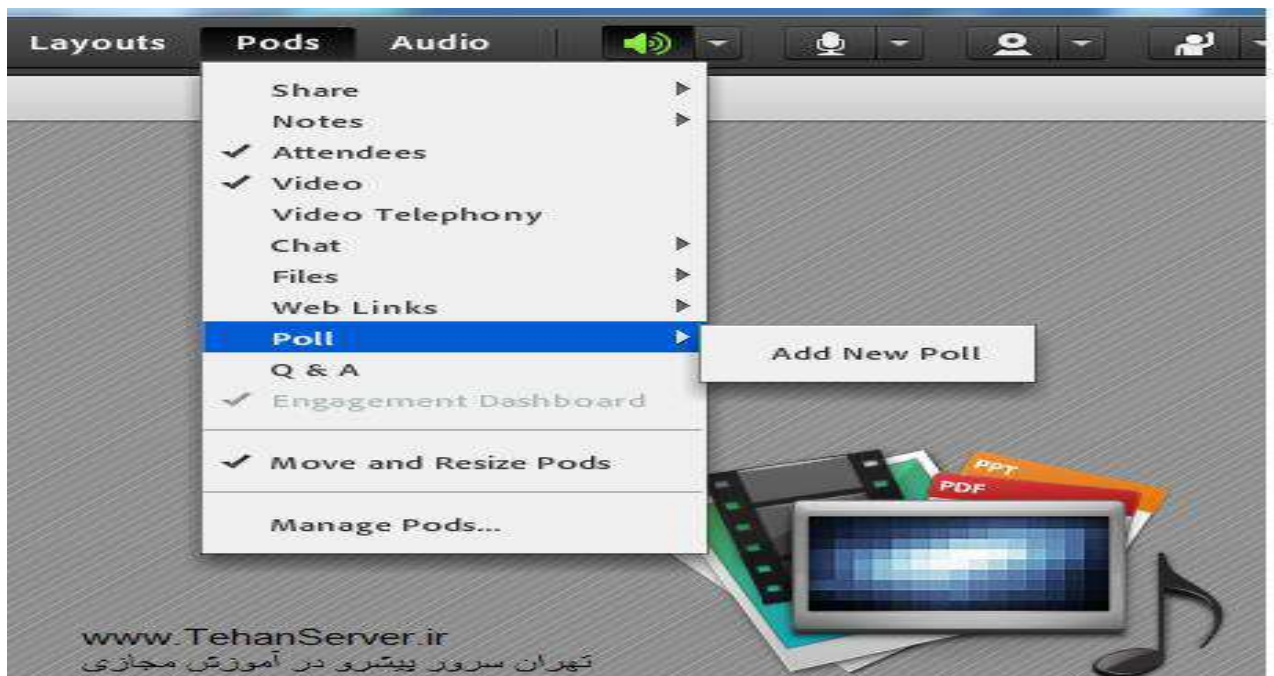 Layouts Pods Audio
Share
Notes
Attendees
Video
Video Telephony
Chat
Files
Web Links
Poll
Add New Poll
Q & A
Engagement Dashboard
Move and Resize Pods
Manage Pods...
PPT
PDF
www.TehanServer.ir
تهران سرور پیشرو در آموزش مجازی